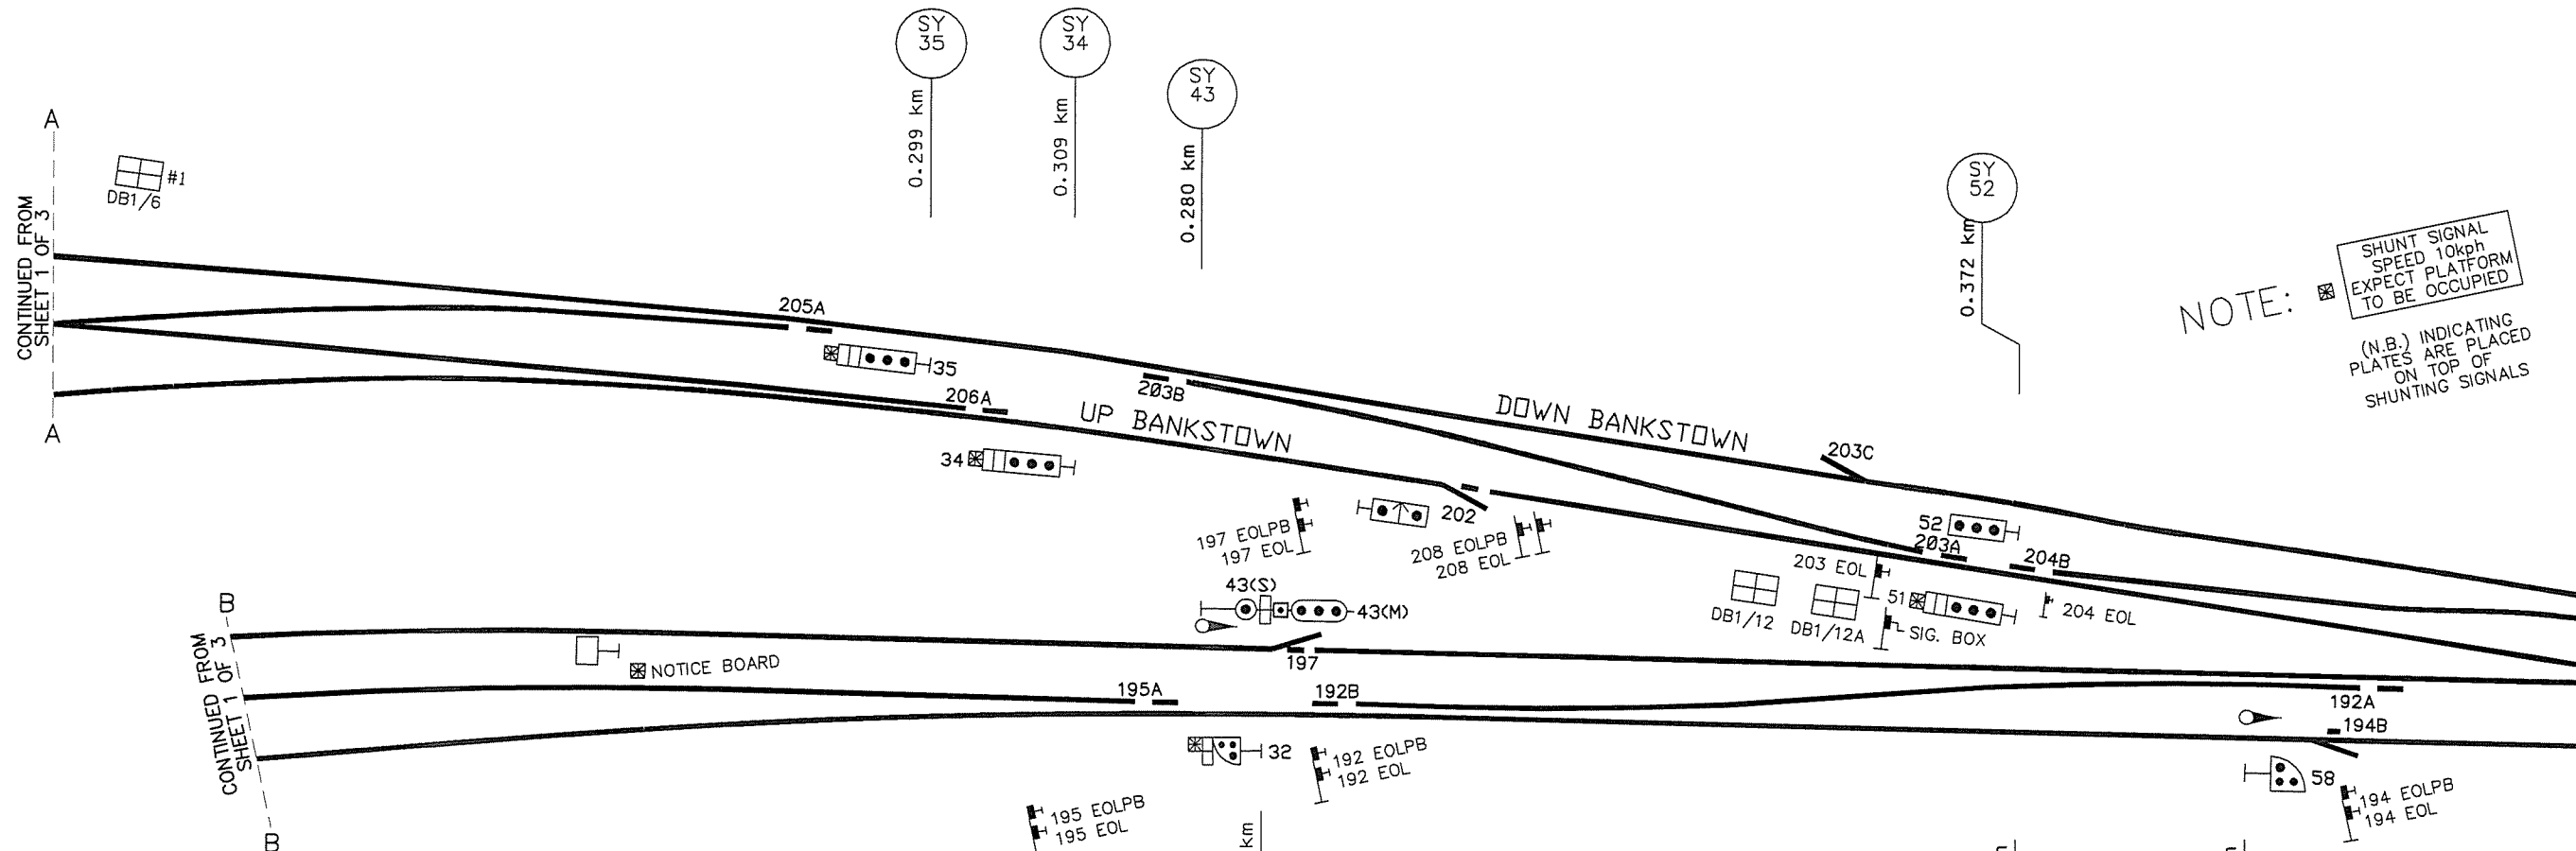 SY
35
0.299 km
SY
34
0.309 km
SY
43
0.280 km
SY
52
0.372 km
A
CONTINUED FROM
SHEET 1 OF 3
A
#1
DB1/6
NOTE:
SHUNT SIGNAL
SPEED 10kph
EXPECT PLATFORM
TO BE OCCUPIED
(N.B.) INDICATING
PLATES ARE PLACED
ON TOP OF
SHUNTING SIGNALS
205A
35
206A
34
UP BANKSTOWN
203B
DOWN BANKSTOWN
203C
202
197 EOLPB
197 EOL
208 EOLPB
208 EOL
52
203A
204B
203 EOL
51
204 EOL
DB1/12
DB1/12A
SIG. BOX
43(S)
43(M)
B
CONTINUED FROM
SHEET 1 OF 3
B
NOTICE BOARD
197
195A
192B
192A
194B
32
192 EOLPB
192 EOL
58
194 EOLPB
194 EOL
195 EOLPB
195 EOL
km